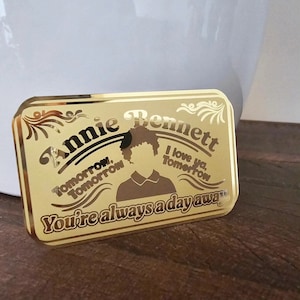 Annie Bennett
Tomorrow,
Tomorrow
I love ya,
Tomorrow
You're always a day away